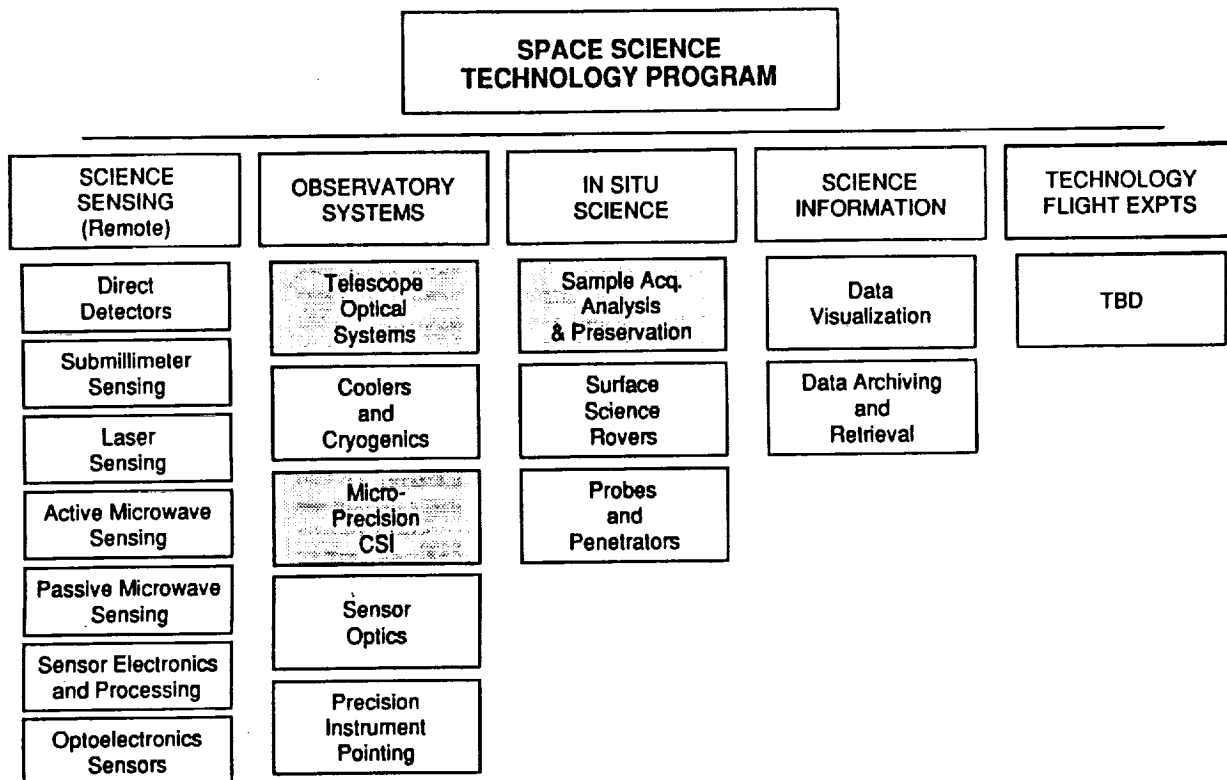 SPACE SCIENCE
TECHNOLOGY PROGRAM
SCIENCE
SENSING
(Remote)
Direct
Detectors
Submillimeter
Sensing
Laser
Sensing
Active Microwave
Sensing
Passive Microwave
Sensing
Sensor Electronics
and Processing
Optoelectronics
Sensors
OBSERVATORY
SYSTEMS
Telescope
Optical
Systems
Coolers
and
Cryogenics
Micro-
Precision
CSI
Sensor
Optics
Precision
Instrument
Pointing
IN SITU
SCIENCE
Sample Acq.
Analysis
& Preservation
Surface
Science
Rovers
Probes
and
Penetrators
SCIENCE
INFORMATION
Data
Visualization
Data Archiving
and
Retrieval
TECHNOLOGY
FLIGHT EXPTS
TBD